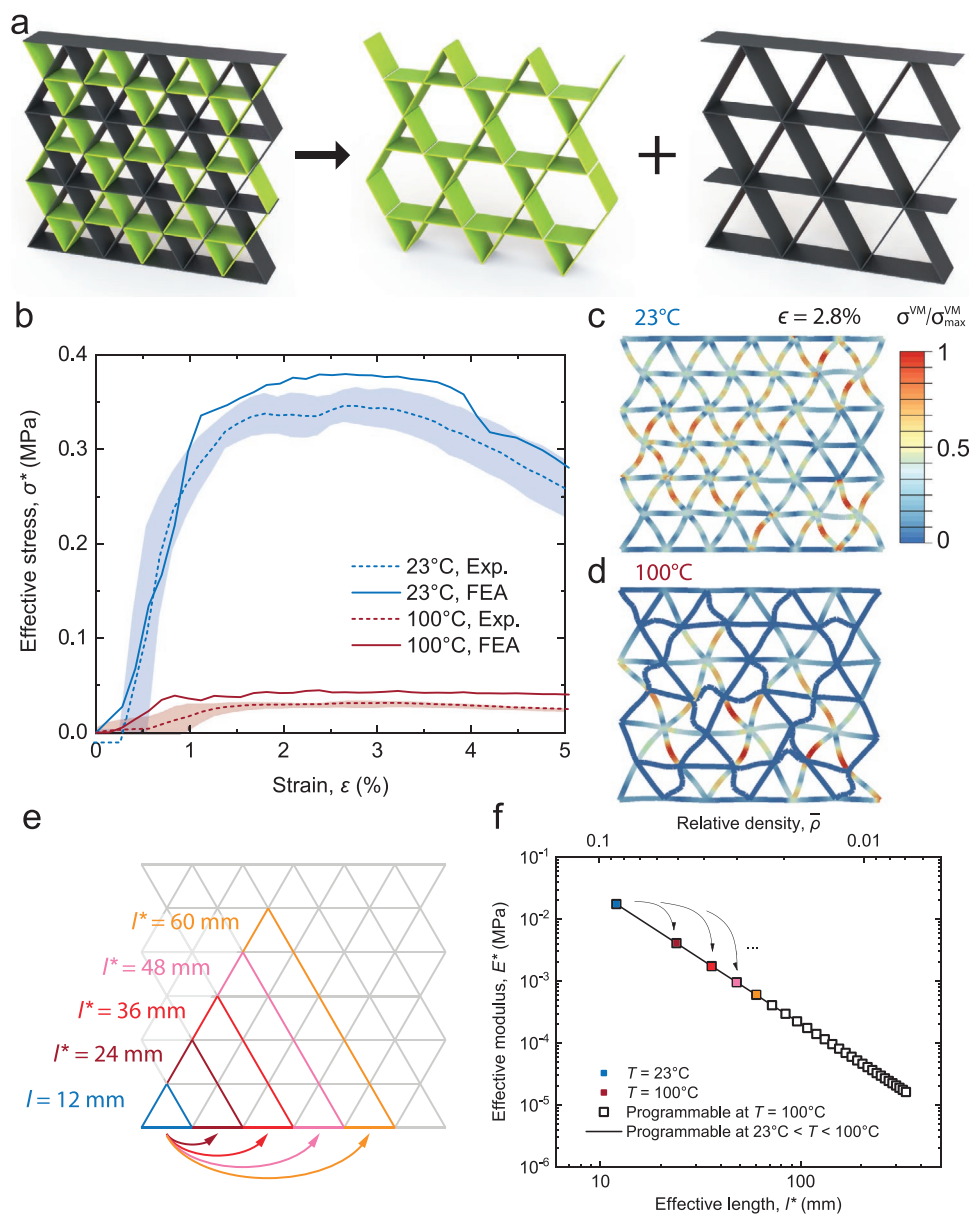 a
b
0.4
0.3
0.2
0.1
0.0
Effective stress, σ* (MPa)
23°C, Exp.
23°C, FEA
100°C, Exp.
100°C, FEA
0 1 2 3 4 5
Strain, ε (%)
c 23°C ϵ = 2.8% σVM/σVMmax
1
0.5
0
d 100°C
e
l* = 60 mm
l* = 48 mm
l* = 36 mm
l* = 24 mm
l = 12 mm
f
Relative density, ρ̅
0.1 0.01
10-1
10-2
10-3
10-4
10-5
10-6
Effective modulus, E* (MPa)
...
T = 23°C
T = 100°C
Programmable at T = 100°C
Programmable at 23°C < T < 100°C
10 100
Effective length, l* (mm)